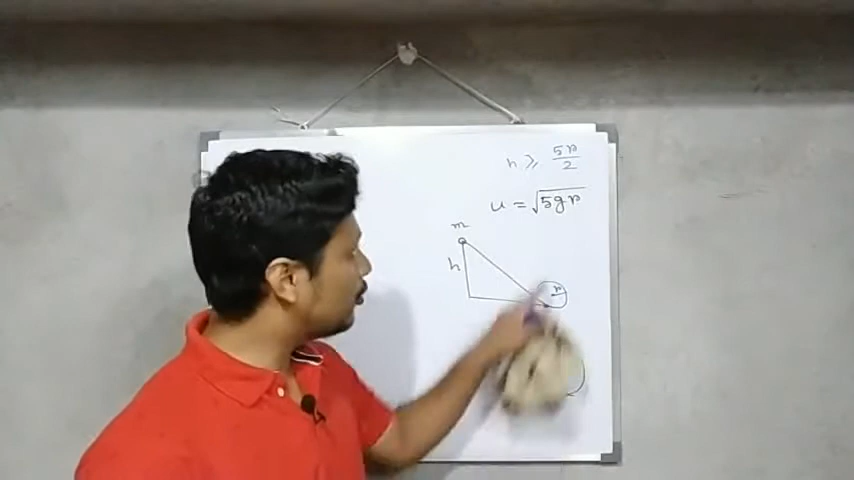 h ≥ 5r/2
u = √5gr
m
h
r